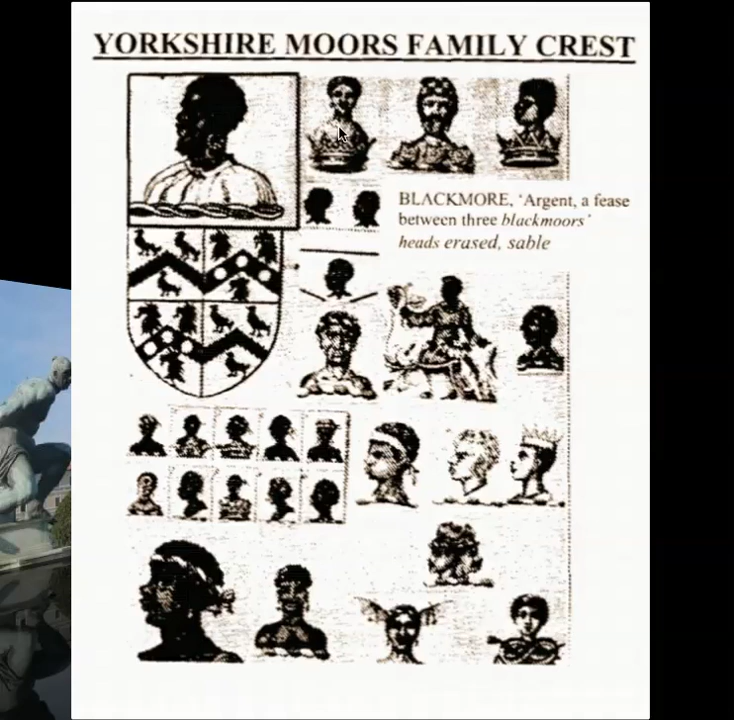 YORKSHIRE MOORS FAMILY CREST
BLACKMORE, 'Argent, a fease
between three blackmoors'
heads erased, sable